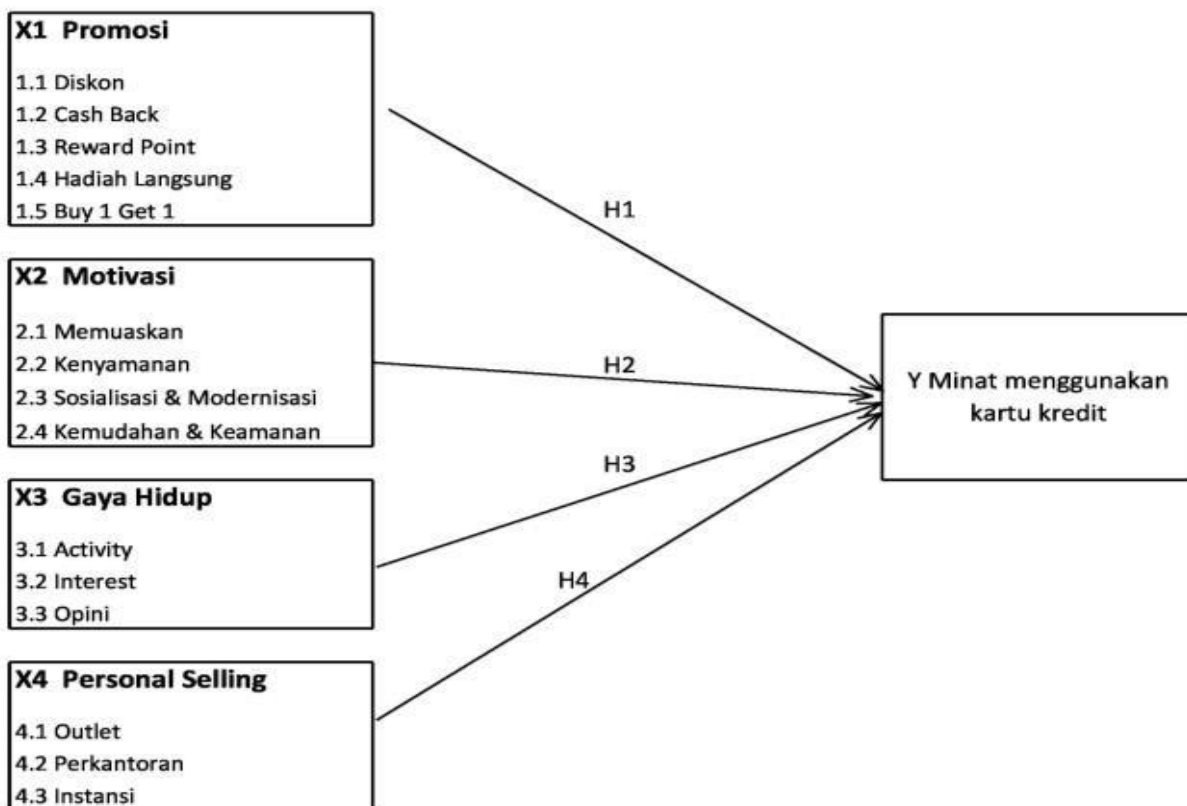 X1 Promosi
1.1 Diskon
1.2 Cash Back
1.3 Reward Point
1.4 Hadiah Langsung
1.5 Buy 1 Get 1
H1
X2 Motivasi
2.1 Memuaskan
2.2 Kenyamanan
2.3 Sosialisasi & Modernisasi
2.4 Kemudahan & Keamanan
H2
Y Minat menggunakan
kartu kredit
X3 Gaya Hidup
3.1 Activity
3.2 Interest
3.3 Opini
H3
H4
X4 Personal Selling
4.1 Outlet
4.2 Perkantoran
4.3 Instansi